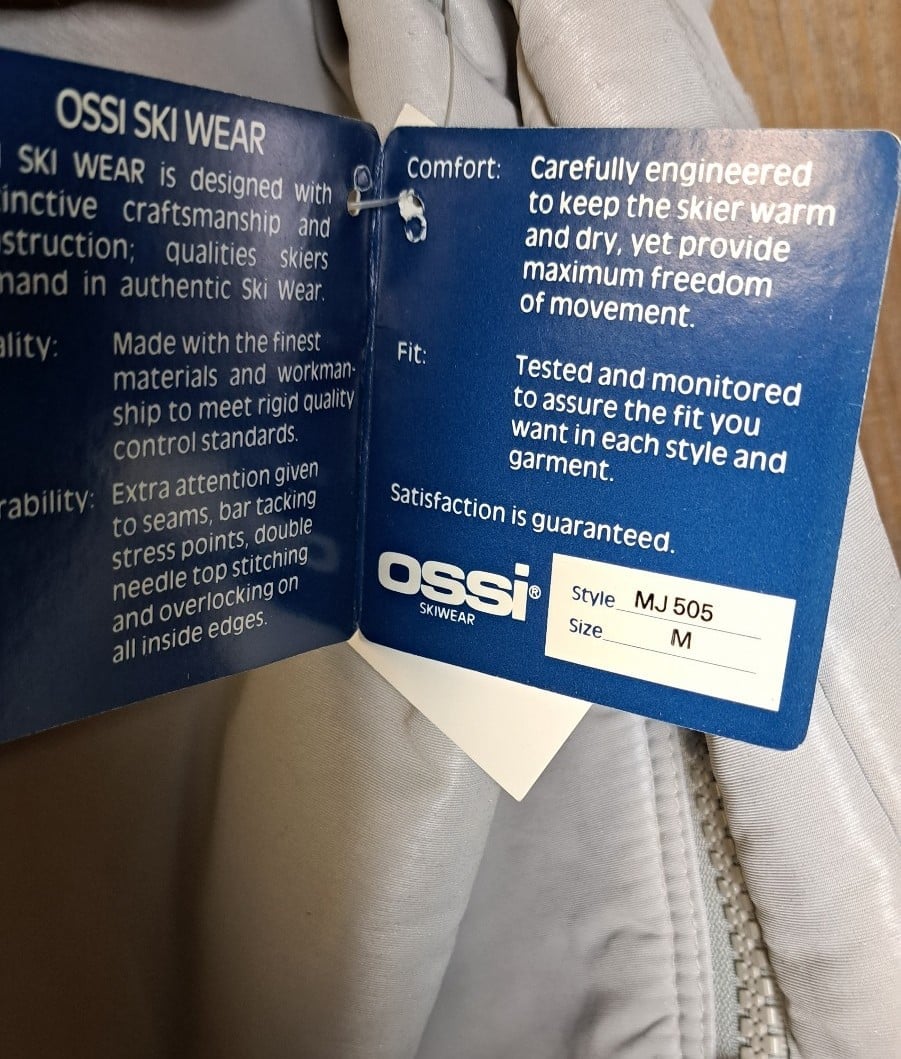 OSSI SKI WEAR
SKI WEAR is designed with
inctive craftsmanship and
struction; qualities skiers
mand in authentic Ski Wear.
ality: Made with the finest
materials and workman-
ship to meet rigid quality
control standards.
rability: Extra attention given
to seams, bar tacking
stress points, double
needle top stitching
and overlocking on
all inside edges.
Comfort: Carefully engineered
to keep the skier warm
and dry, yet provide
maximum freedom
of movement.
Fit: Tested and monitored
to assure the fit you
want in each style and
garment.
Satisfaction is guaranteed.
ossi®
SKIWEAR
Style MJ 505
Size M